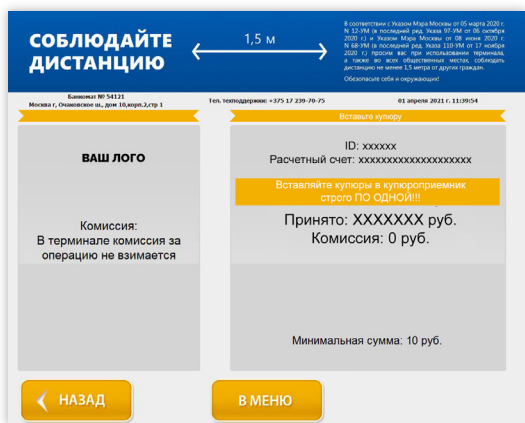 СОБЛЮДАЙТЕ
ДИСТАНЦИЮ
1,5 м
В соответствии с Указом Мэра Москвы от 05 марта 2020 г.
N 12-УМ (в последней ред. Указа 97-УМ от 06 октября
2020 г.) и Указом Мэра Москвы от 08 июня 2020 г.
N 68-УМ (в последней ред. Указа 110-УМ от 17 ноября
2020 г.) просим вас при использовании терминала,
а также во всех общественных местах, соблюдать
дистанцию не менее 1,5 метра от других граждан.
Обезопасьте себя и окружающих!
Банкомат № 54121
Москва г, Очаковское ш., дом 10,корп.2,стр 1
Тел. техподдержки: +375 17 239-70-75
01 апреля 2021 г. 11:39:54
Вставьте купюру
ВАШ ЛОГО
Комиссия:
В терминале комиссия за
операцию не взимается
ID: xxxxxx
Расчетный счет: xxxxxxxxxxxxxxxxxxxx
Вставляйте купюры в купюроприемник
строго ПО ОДНОЙ!!!
Принято: XXXXXXX руб.
Комиссия: 0 руб.
Минимальная сумма: 10 руб.
НАЗАД
В МЕНЮ